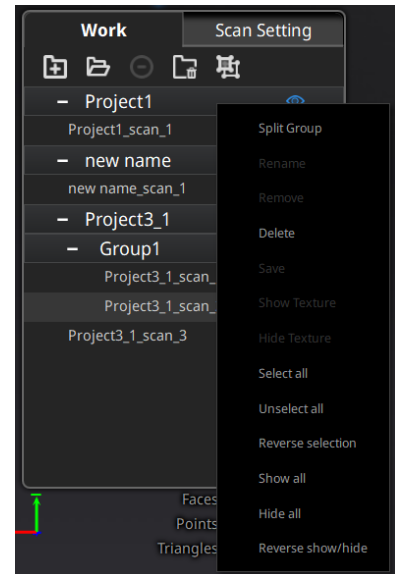 Work
Scan Setting
Project1
Project1_scan_1
new name
new name_scan_1
Project3_1
Group1
Project3_1_scan_
Project3_1_scan_
Project3_1_scan_3
Split Group
Rename
Remove
Delete
Save
Show Texture
Hide Texture
Select all
Unselect all
Reverse selection
Show all
Hide all
Reverse show/hide
Faces
Points
Triangles